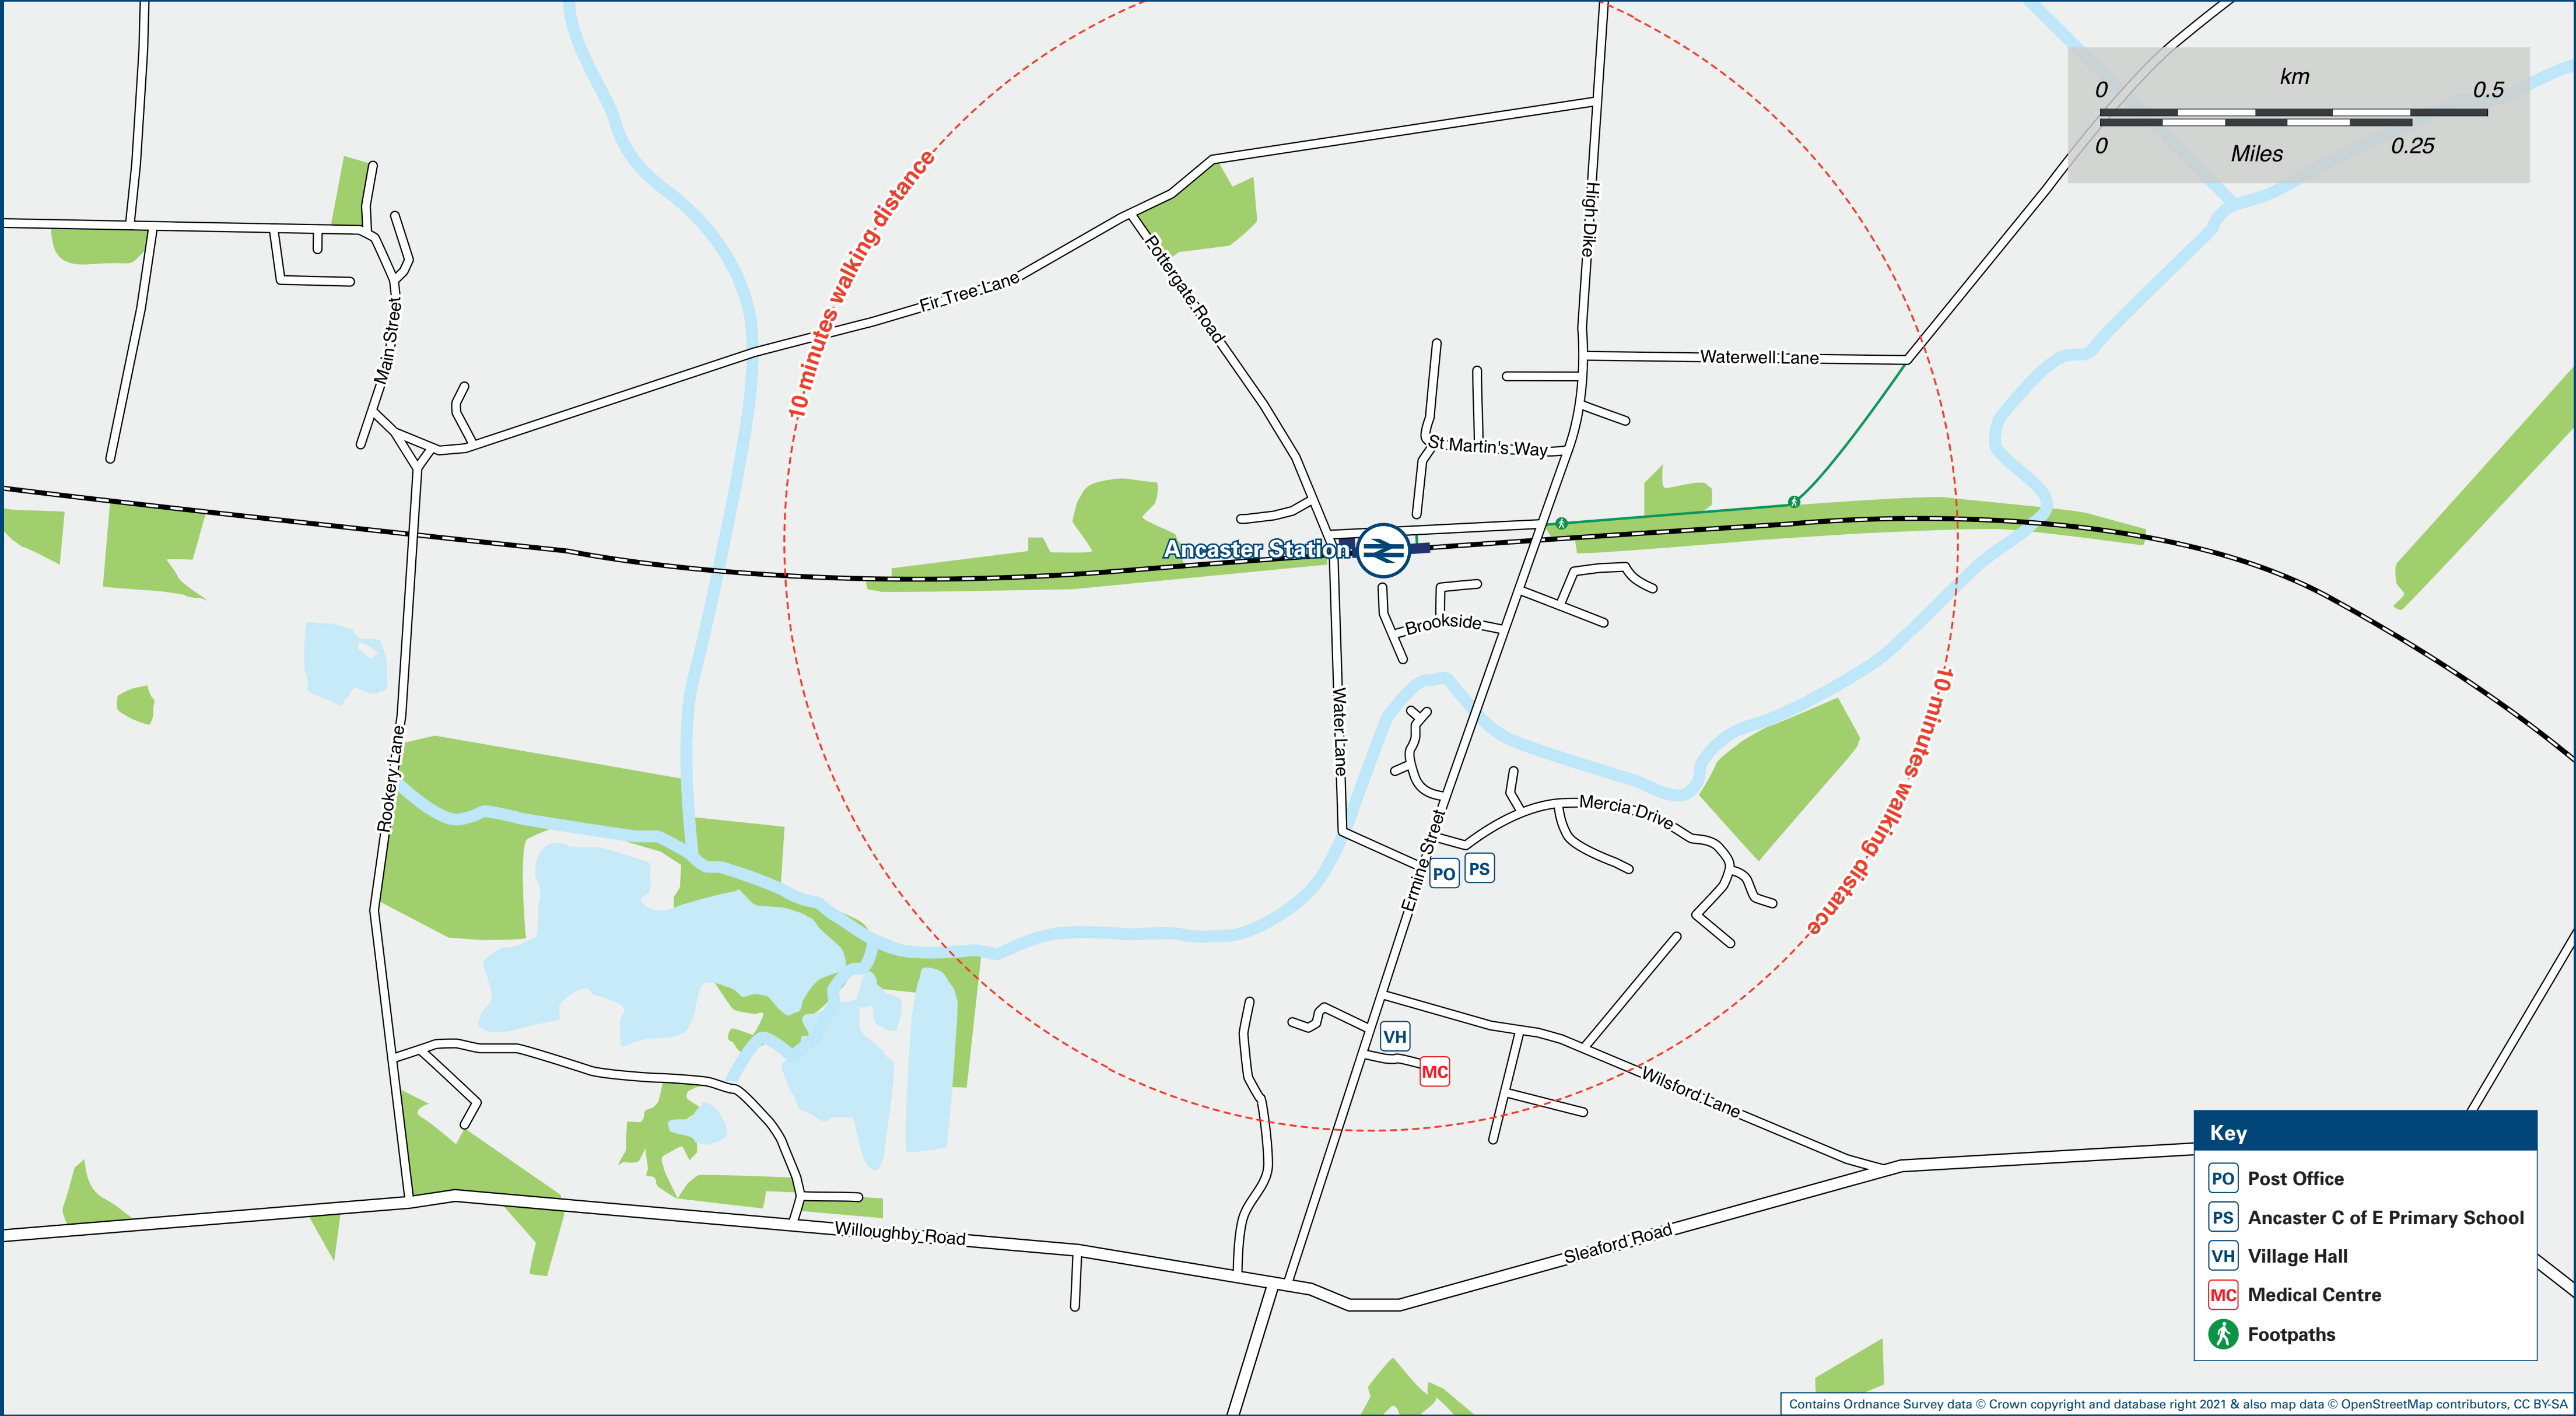 km
0 0.5
0 0.25
Miles
10 minutes walking distance
High Dike
Pottergate Road
Fir Tree Lane
Main Street
Waterwell Lane
St Martin's Way
Ancaster Station
Brookside
Water Lane
10 minutes walking distance
Rookery Lane
Mercia Drive
Ermine Street
PO
PS
VH
MC
Wilsford Lane
Willoughby Road
Sleaford Road
Key
PO Post Office
PS Ancaster C of E Primary School
VH Village Hall
MC Medical Centre
Footpaths
Contains Ordnance Survey data © Crown copyright and database right 2021 & also map data © OpenStreetMap contributors, CC BY-SA